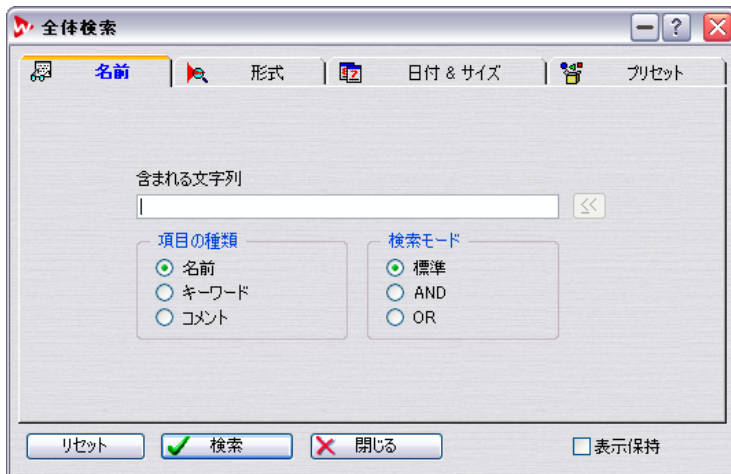 全体検索
名前 形式 日付 & サイズ プリセット
含まれる文字列
<<
項目の種類 検索モード
名前 標準
キーワード AND
コメント OR
リセット 検索 閉じる 表示保持